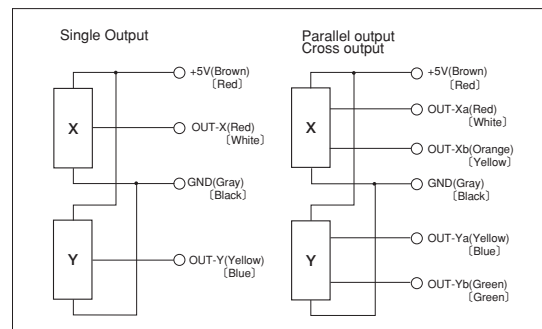 Single Output
+5V(Brown)
〔Red〕
X
OUT-X(Red)
〔White〕
GND(Gray)
〔Black〕
Y
OUT-Y(Yellow)
〔Blue〕
Parallel output
Cross output
+5V(Brown)
〔Red〕
X
OUT-Xa(Red)
〔White〕
OUT-Xb(Orange)
〔Yellow〕
GND(Gray)
〔Black〕
Y
OUT-Ya(Yellow)
〔Blue〕
OUT-Yb(Green)
〔Green〕